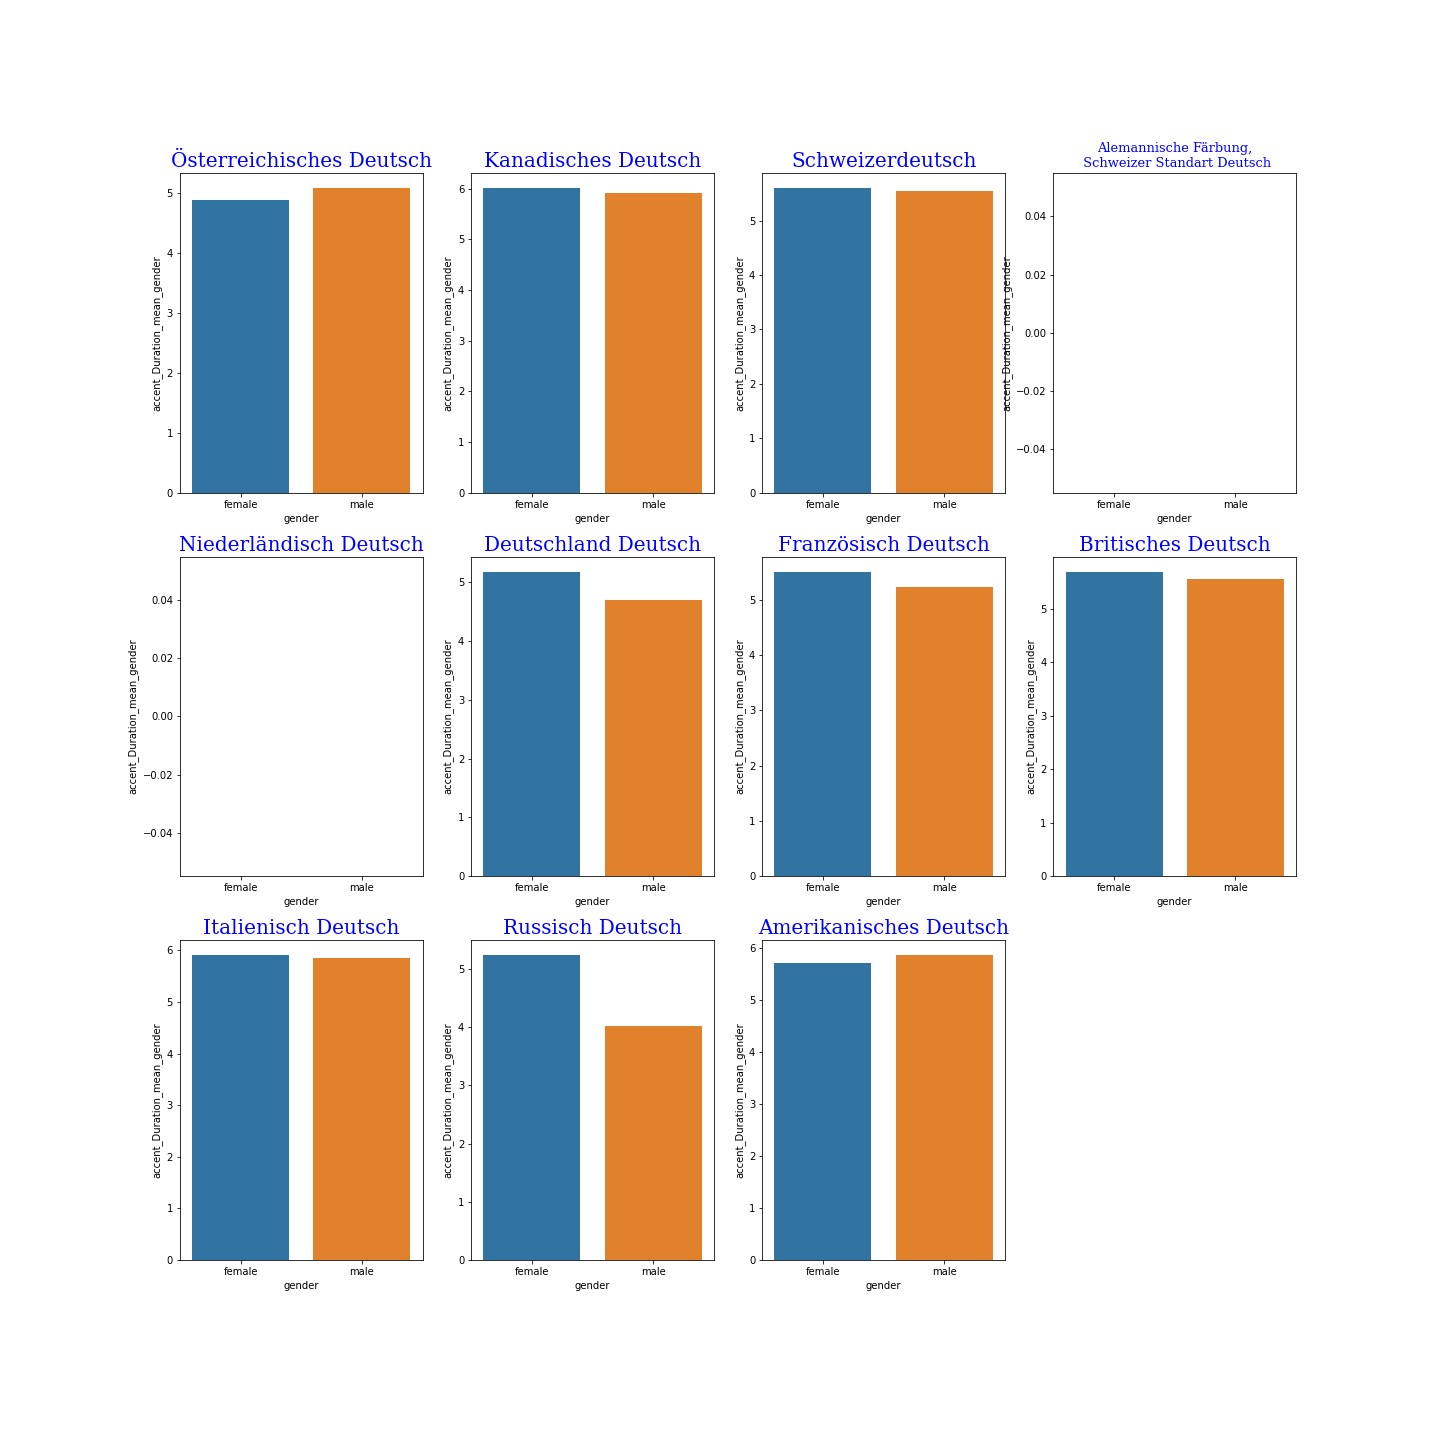 Österreichisches Deutsch
accent_Duration_mean_gender
5
4
3
2
1
0
female
male
gender
Kanadisches Deutsch
accent_Duration_mean_gender
6
5
4
3
2
1
0
female
male
gender
Schweizerdeutsch
accent_Duration_mean_gender
5
4
3
2
1
0
female
male
gender
Alemannische Färbung,
Schweizer Standart Deutsch
accent_Duration_mean_gender
0.04
0.02
0.00
−0.02
−0.04
female
male
gender
Niederländisch Deutsch
accent_Duration_mean_gender
0.04
0.02
0.00
−0.02
−0.04
female
male
gender
Deutschland Deutsch
accent_Duration_mean_gender
5
4
3
2
1
0
female
male
gender
Französisch Deutsch
accent_Duration_mean_gender
5
4
3
2
1
0
female
male
gender
Britisches Deutsch
accent_Duration_mean_gender
5
4
3
2
1
0
female
male
gender
Italienisch Deutsch
accent_Duration_mean_gender
6
5
4
3
2
1
0
female
male
gender
Russisch Deutsch
accent_Duration_mean_gender
5
4
3
2
1
0
female
male
gender
Amerikanisches Deutsch
accent_Duration_mean_gender
6
5
4
3
2
1
0
female
male
gender